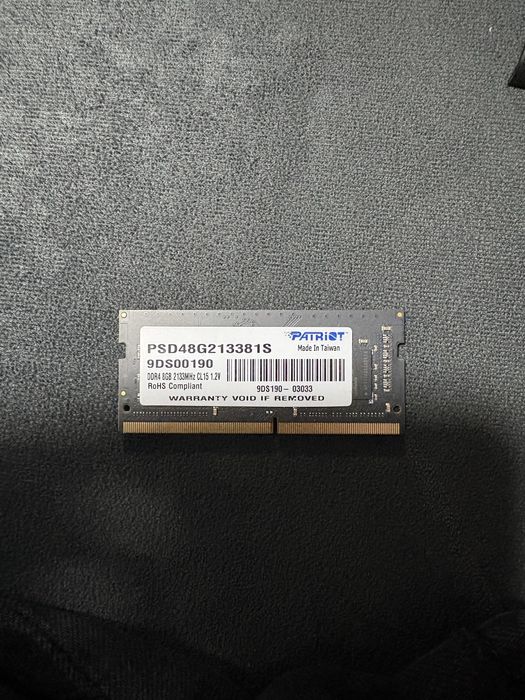 PATRIOT
PSD48G213381S
Made In Taiwan
9DS00190
DDR4 8GB 2133MHz CL15 1.2V
RoHS Compliant
9DS190- 03033
WARRANTY VOID IF REMOVED